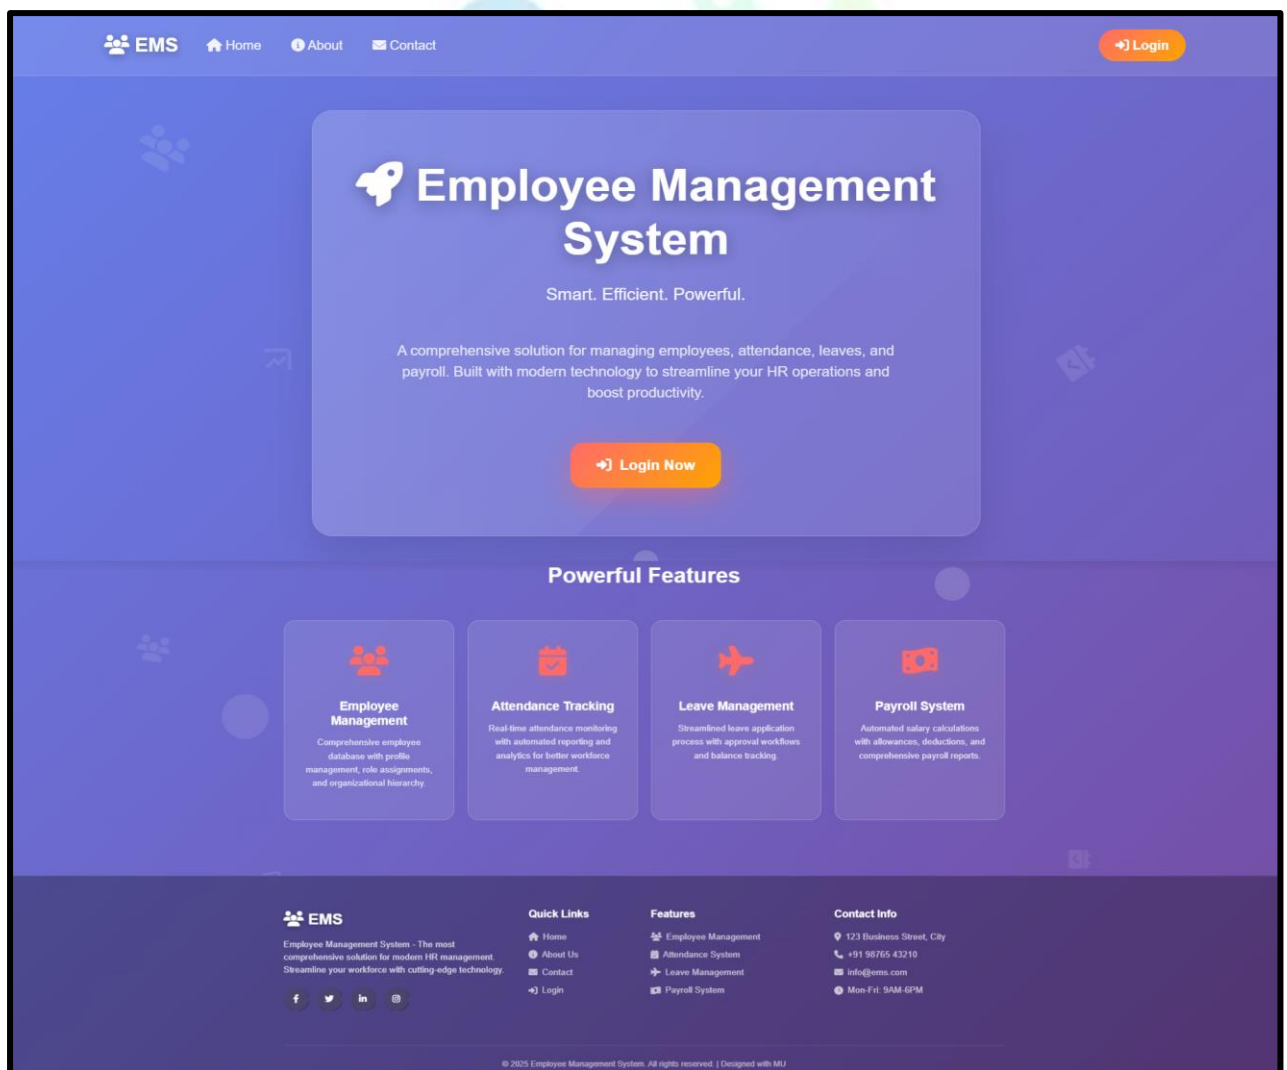 EMS
Home
About
Contact
Login
Employee Management
System
Smart. Efficient. Powerful.
A comprehensive solution for managing employees, attendance, leaves, and
payroll. Built with modern technology to streamline your HR operations and
boost productivity.
Login Now
Powerful Features
Employee
Management
Comprehensive employee
database with profile
management, role assignments,
and organizational hierarchy.
Attendance Tracking
Real-time attendance monitoring
with automated reporting and
analytics for better workforce
management.
Leave Management
Streamlined leave application
process with approval workflows
and balance tracking.
Payroll System
Automated salary calculations
with allowances, deductions, and
comprehensive payroll reports.
EMS
Employee Management System - The most
comprehensive solution for modern HR management.
Streamline your workforce with cutting-edge technology.
Quick Links
Home
About Us
Contact
Login
Features
Employee Management
Attendance System
Leave Management
Payroll System
Contact Info
123 Business Street, City
+91 98765 43210
info@ems.com
Mon-Fri: 9AM-6PM
© 2025 Employee Management System. All rights reserved. | Designed with MU